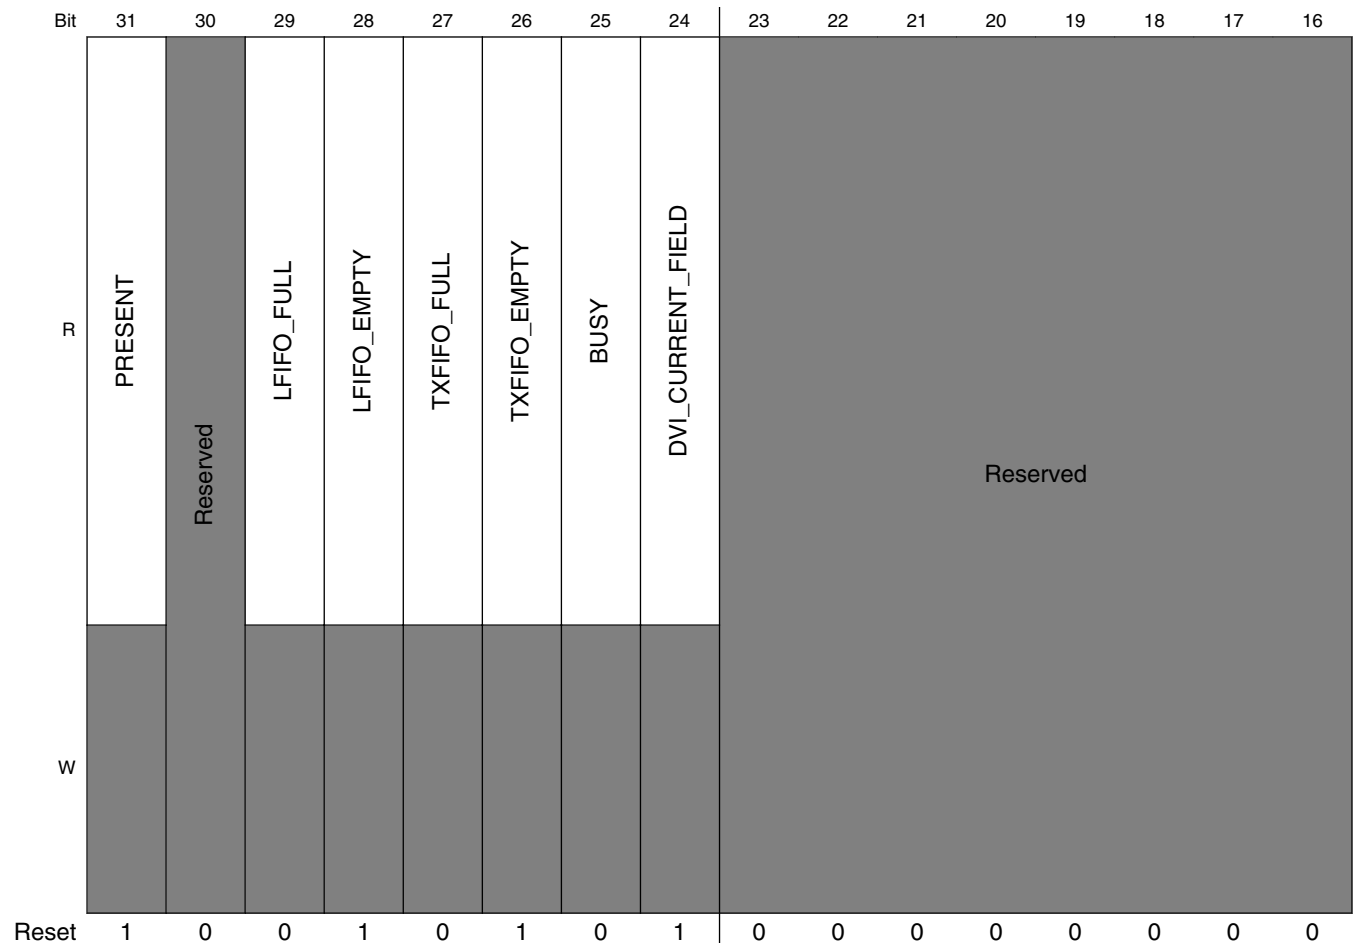 Bit 31 30 29 28 27 26 25 24 23 22 21 20 19 18 17 16
R
PRESENT
Reserved
LFIFO_FULL
LFIFO_EMPTY
TXFIFO_FULL
TXFIFO_EMPTY
BUSY
DVI_CURRENT_FIELD
Reserved
W
Reset 1 0 0 1 0 1 0 1 0 0 0 0 0 0 0 0